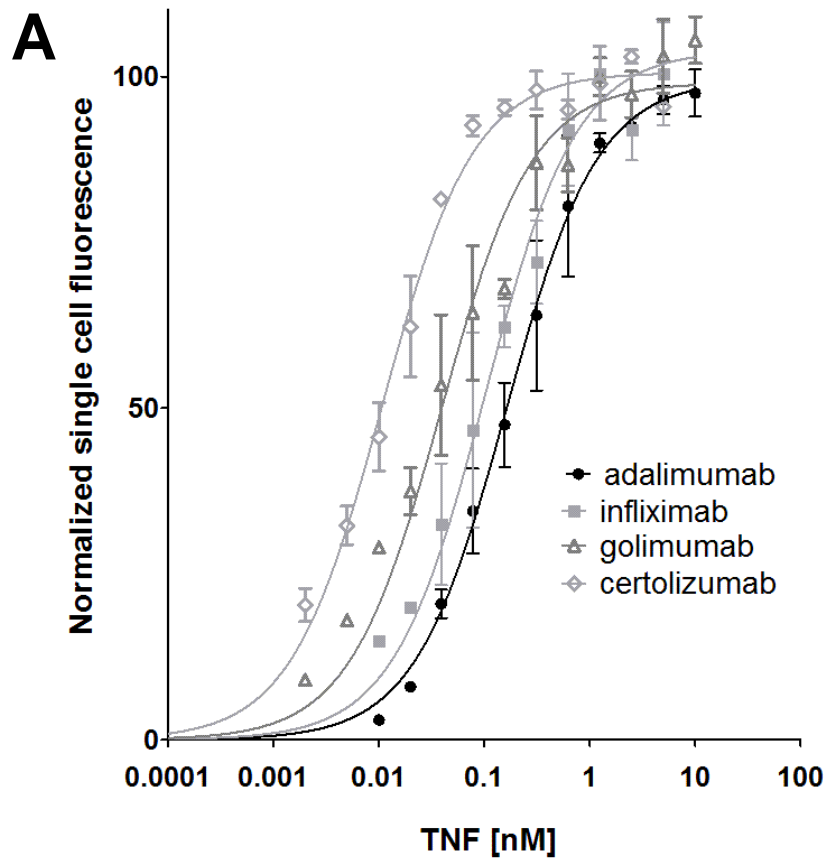 A
Normalized single cell fluorescence
100
50
0
adalimumab
infliximab
golimumab
certolizumab
0.0001 0.001 0.01 0.1 1 10 100
TNF [nM]